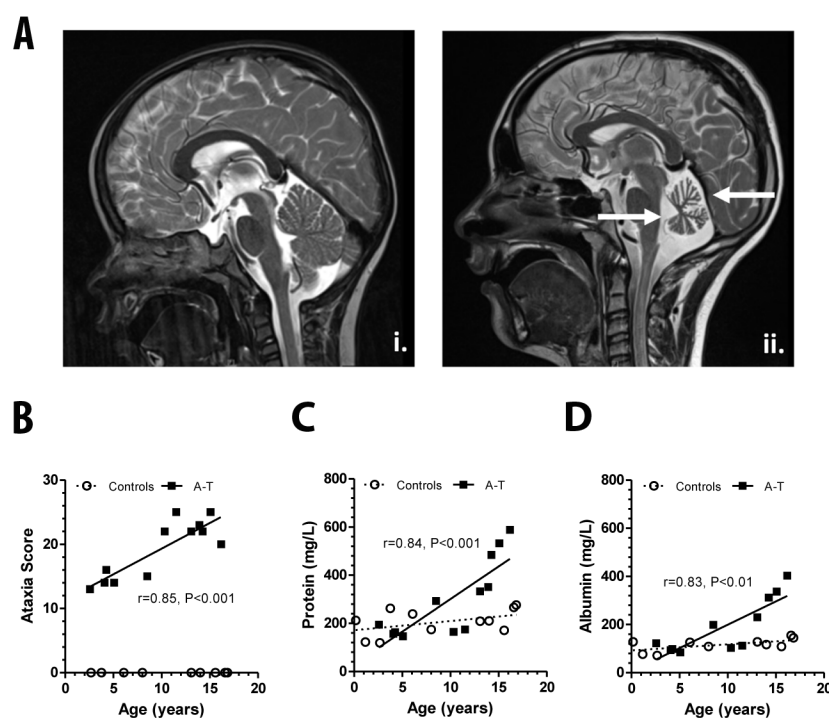 A
i.
ii.
B
C
D
Controls A-T
30
20
10
0
Ataxia Score
r=0.85, P<0.001
0 5 10 15 20
Age (years)
Controls A-T
800
600
400
200
0
Protein (mg/L)
r=0.84, P<0.001
0 5 10 15 20
Age (years)
Controls A-T
800
600
400
200
0
Albumin (mg/L)
r=0.83, P<0.01
0 5 10 15 20
Age (years)